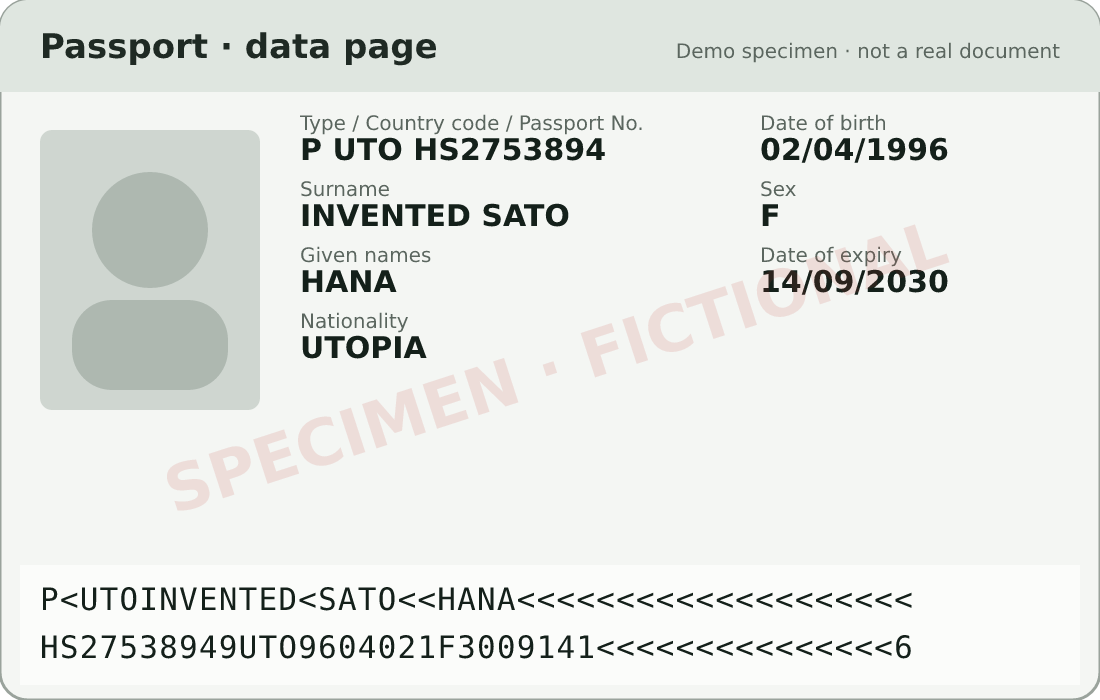 Passport · data page
Demo specimen · not a real document
Type / Country code / Passport No.
P UTO HS2753894
Date of birth
02/04/1996
Surname
INVENTED SATO
Sex
F
Given names
HANA
Date of expiry
14/09/2030
Nationality
UTOPIA
SPECIMEN · FICTIONAL
P<UTOINVENTED<SATO<<HANA<<<<<<<<<<<<<<<<<<<<
HS27538949UTO9604021F3009141<<<<<<<<<<<<<<<6